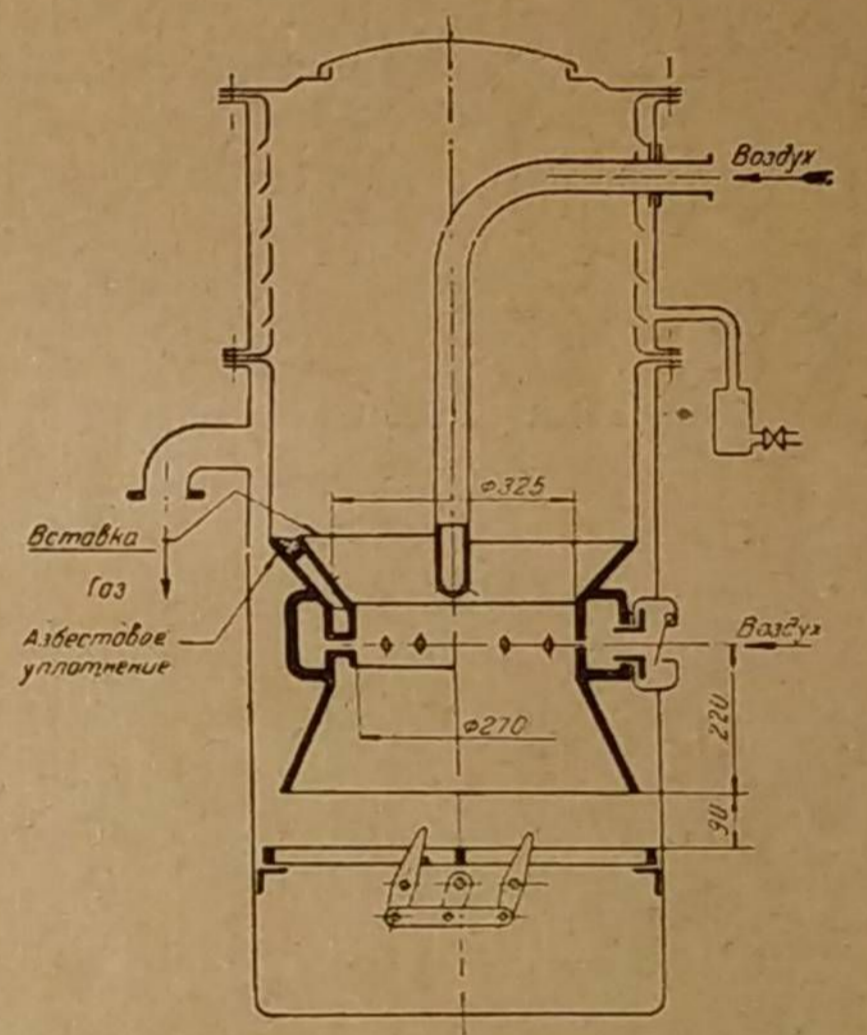 Воздух
ф325
Вставка
Газ
Азбестовое
уплотнение
Воздух
ф270
220
90